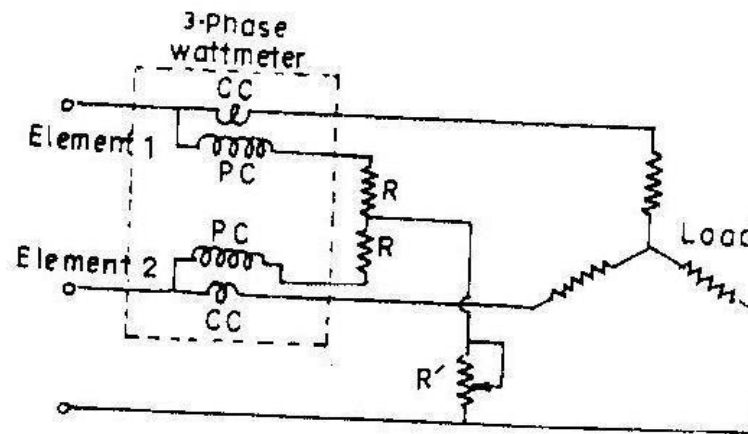 3-Phase
wattmeter
CC
Element 1
PC
R
PC
R
Load
Element 2
CC
R′